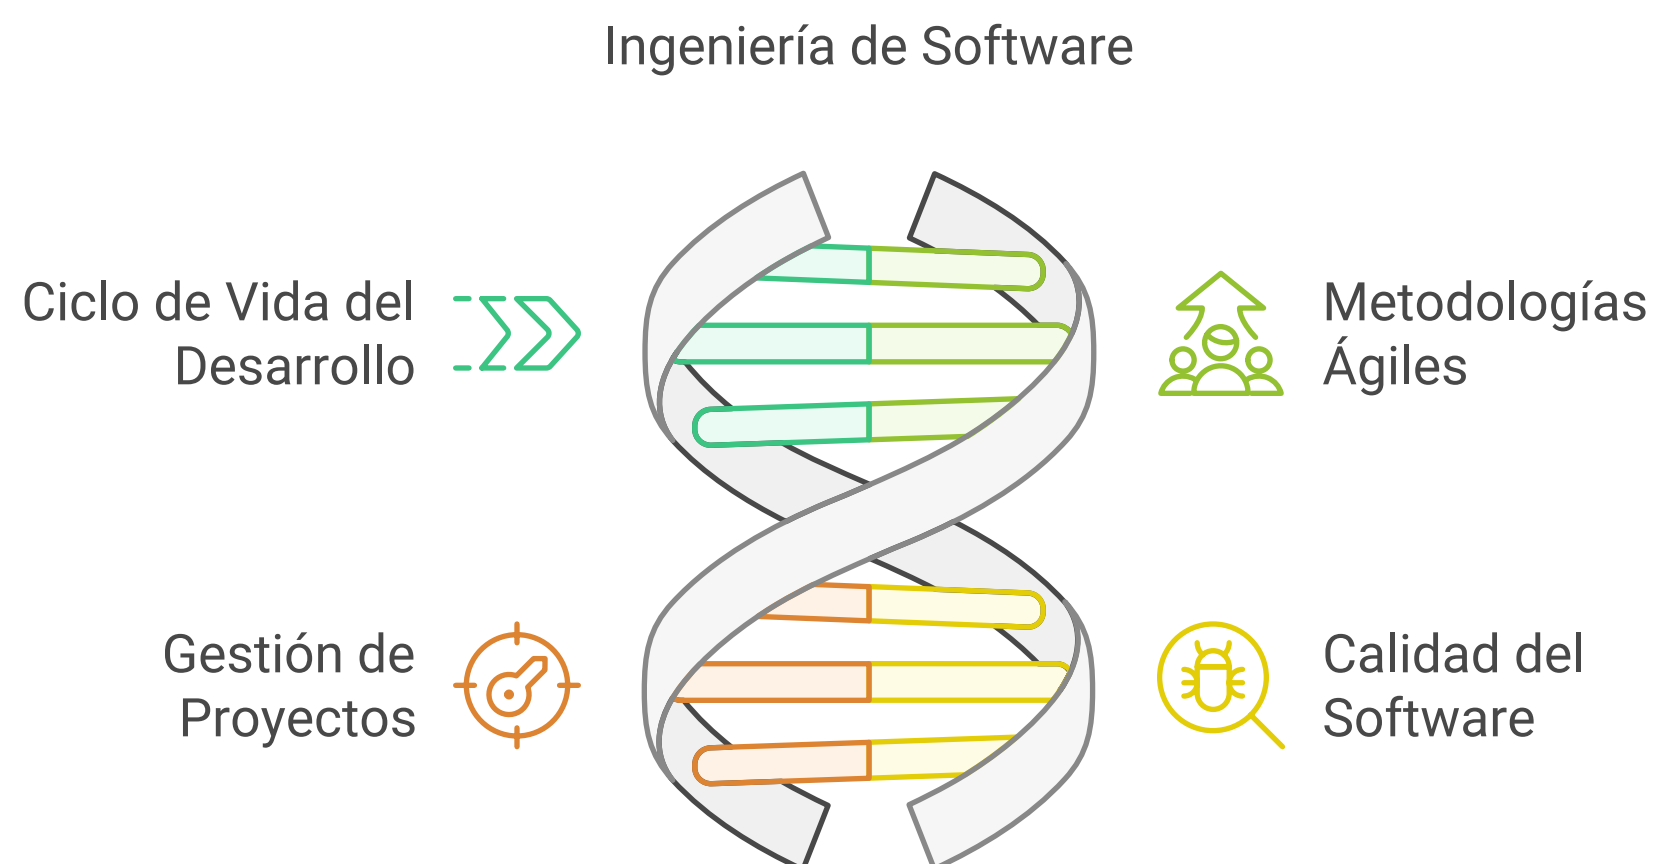 Ingeniería de Software
Ciclo de Vida del
Desarrollo
Metodologías
Ágiles
Gestión de
Proyectos
Calidad del
Software